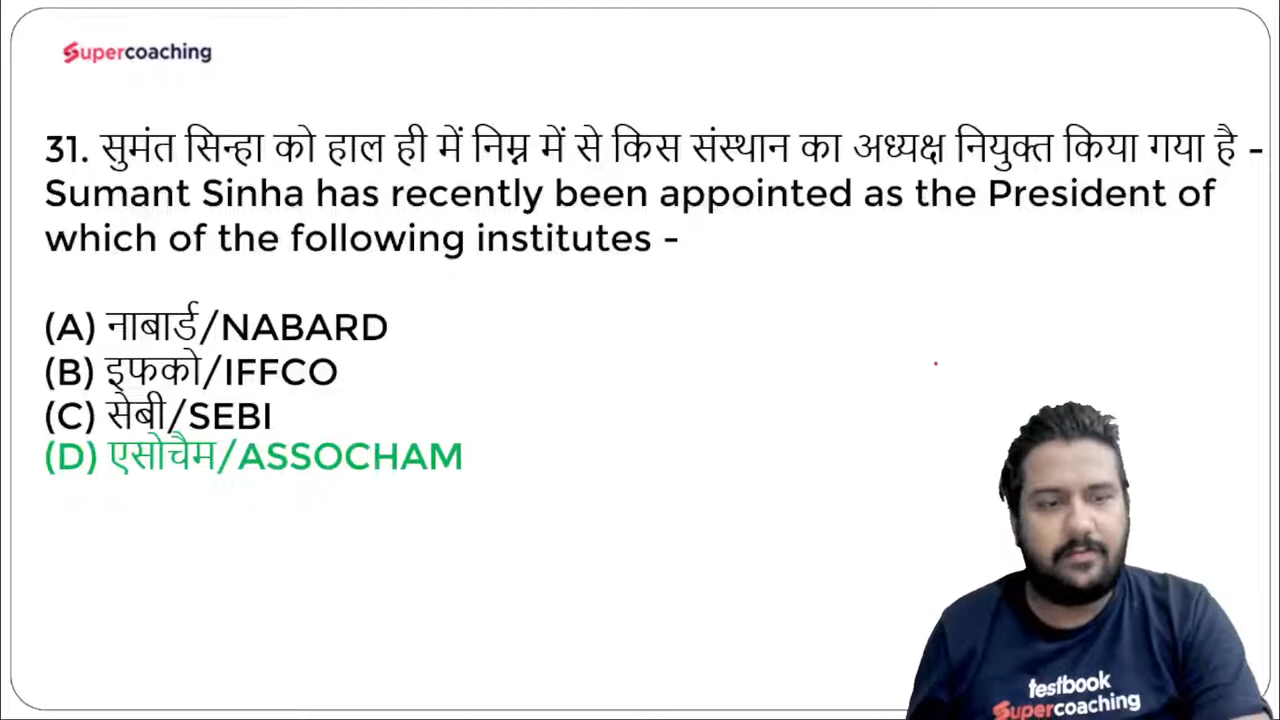 Supercoaching
31. सुमंत सिन्हा को हाल ही में निम्न में से किस संस्थान का अध्यक्ष नियुक्त किया गया है -
Sumant Sinha has recently been appointed as the President of
which of the following institutes -
(A) नाबार्ड/NABARD
(B) इफको/IFFCO
(C) सेबी/SEBI
(D) एसोचैम/ASSOCHAM
testbook
Supercoaching